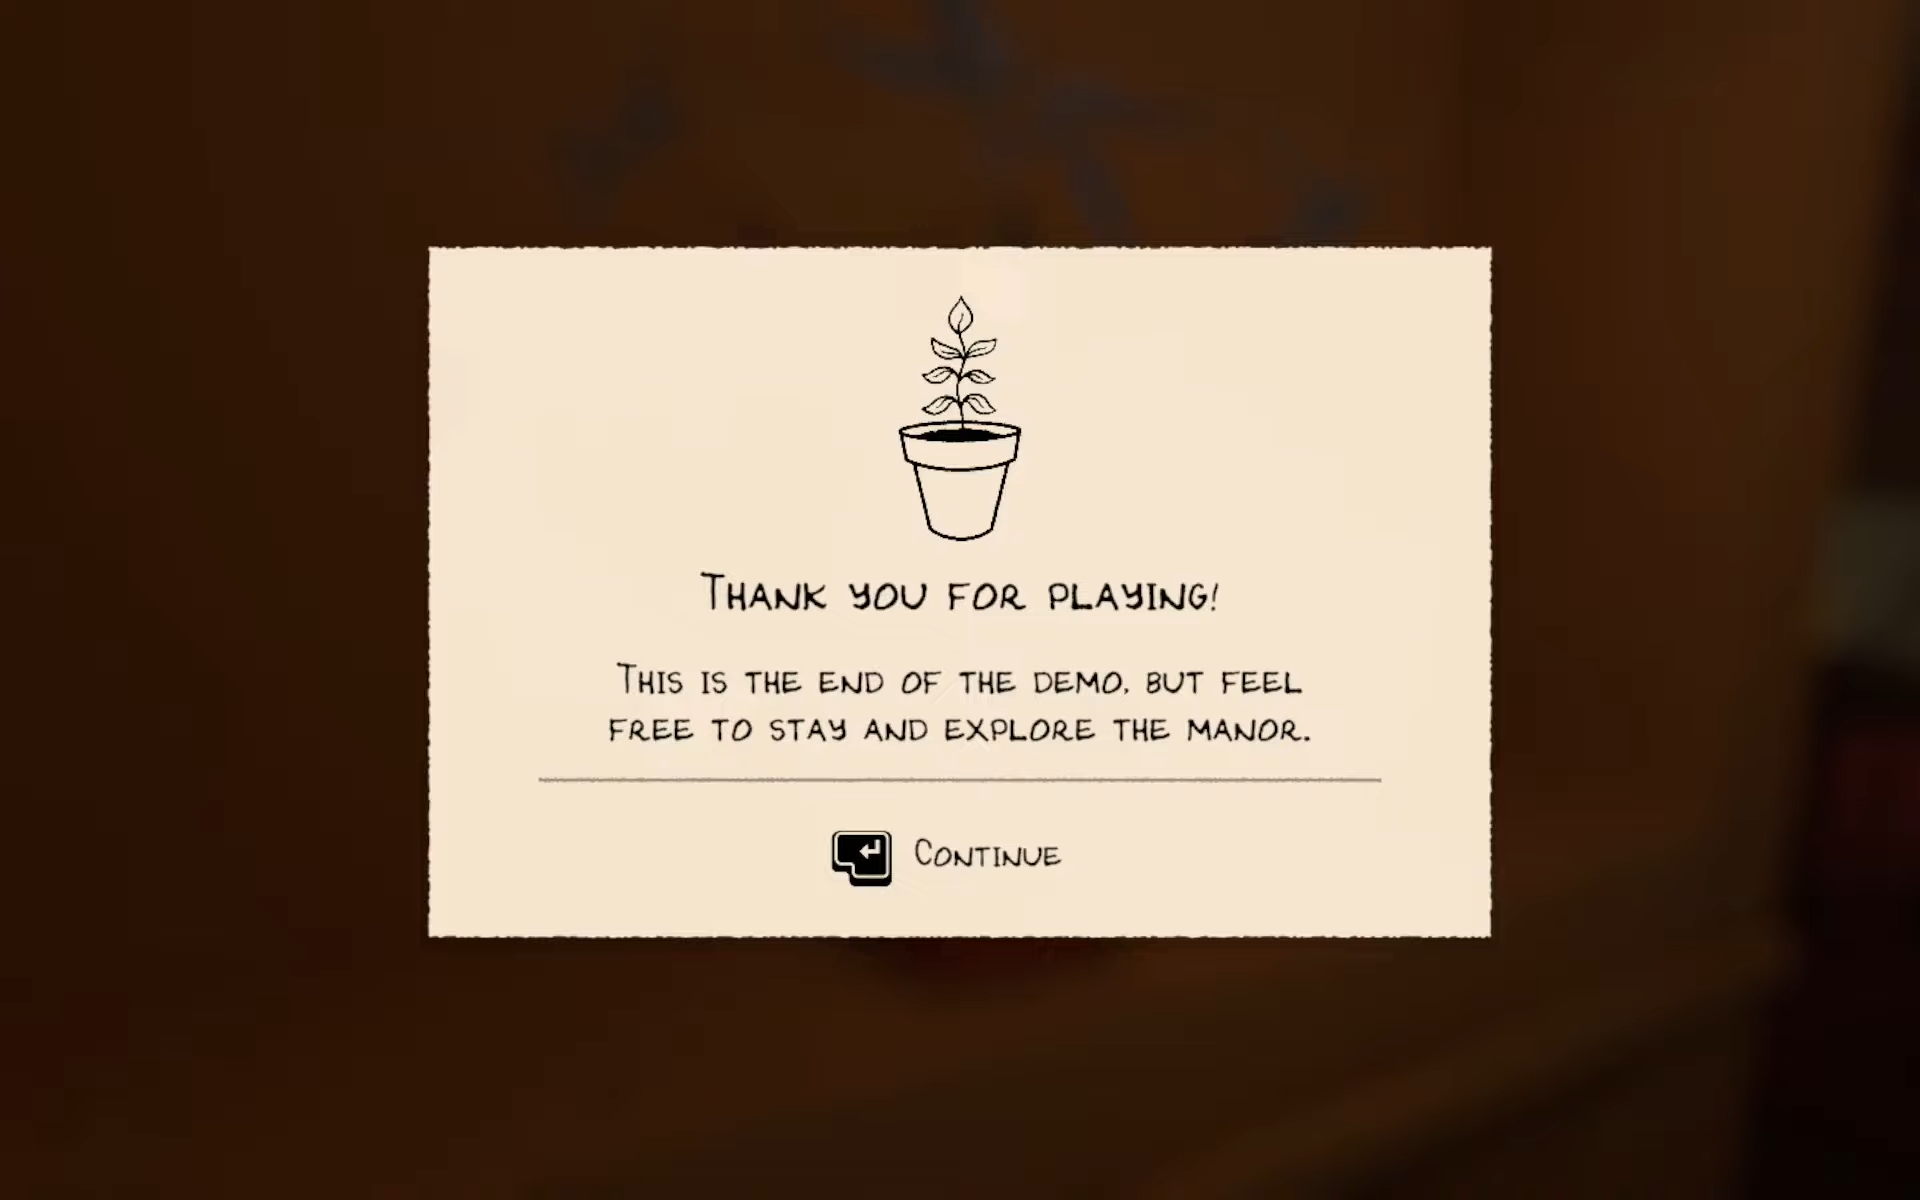 Thank you for playing!
This is the end of the demo, but feel
free to stay and explore the manor.
Continue